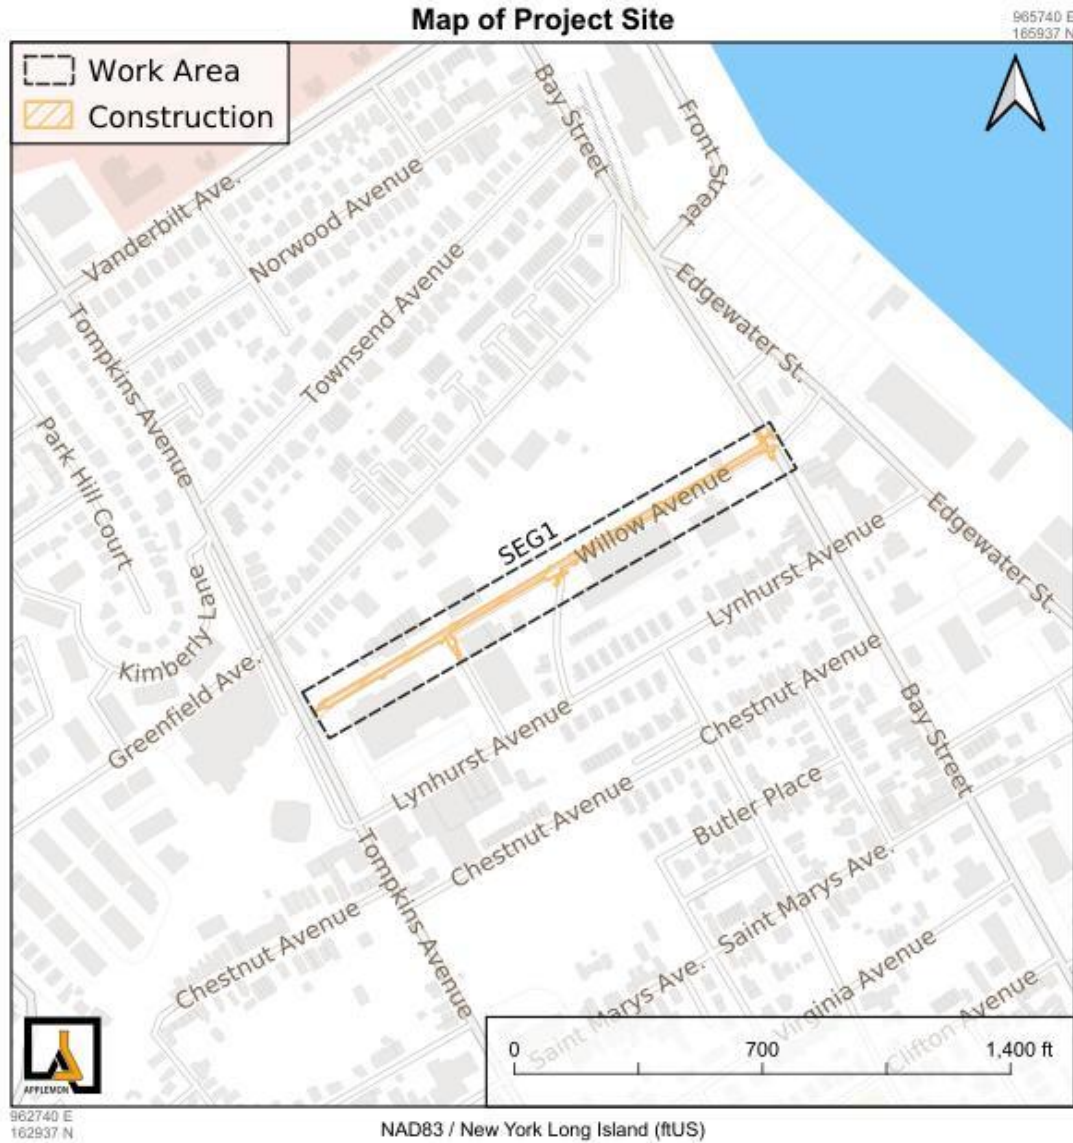 Map of Project Site
965740 E
165937 N
Work Area
Construction
Bay Street
Front Street
Vanderbilt Ave.
Norwood Avenue
Townsend Avenue
Edgewater St.
Tompkins Avenue
Park Hill Court
SEG1
Willow Avenue
Edgewater St.
Lynhurst Avenue
Kimberly Lane
Greenfield Ave.
Chestnut Avenue
Bay Street
Lynhurst Avenue
Butler Place
Chestnut Avenue
Tompkins Avenue
Saint Marys Ave.
Chestnut Avenue
Saint Marys Ave.
Virginia Avenue
Clifton Avenue
0 700 1,400 ft
APPLEMON
962740 E
162937 N
NAD83 / New York Long Island (ftUS)